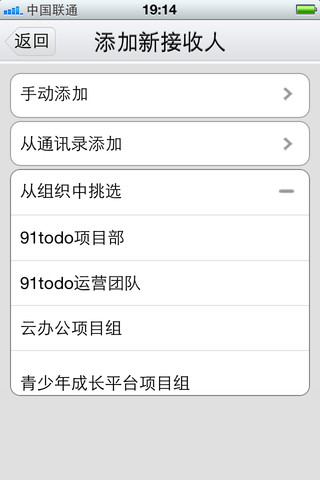 中国联通 19:14
返回 添加新接收人
手动添加
从通讯录添加
从组织中挑选
91todo项目部
91todo运营团队
云办公项目组
青少年成长平台项目组